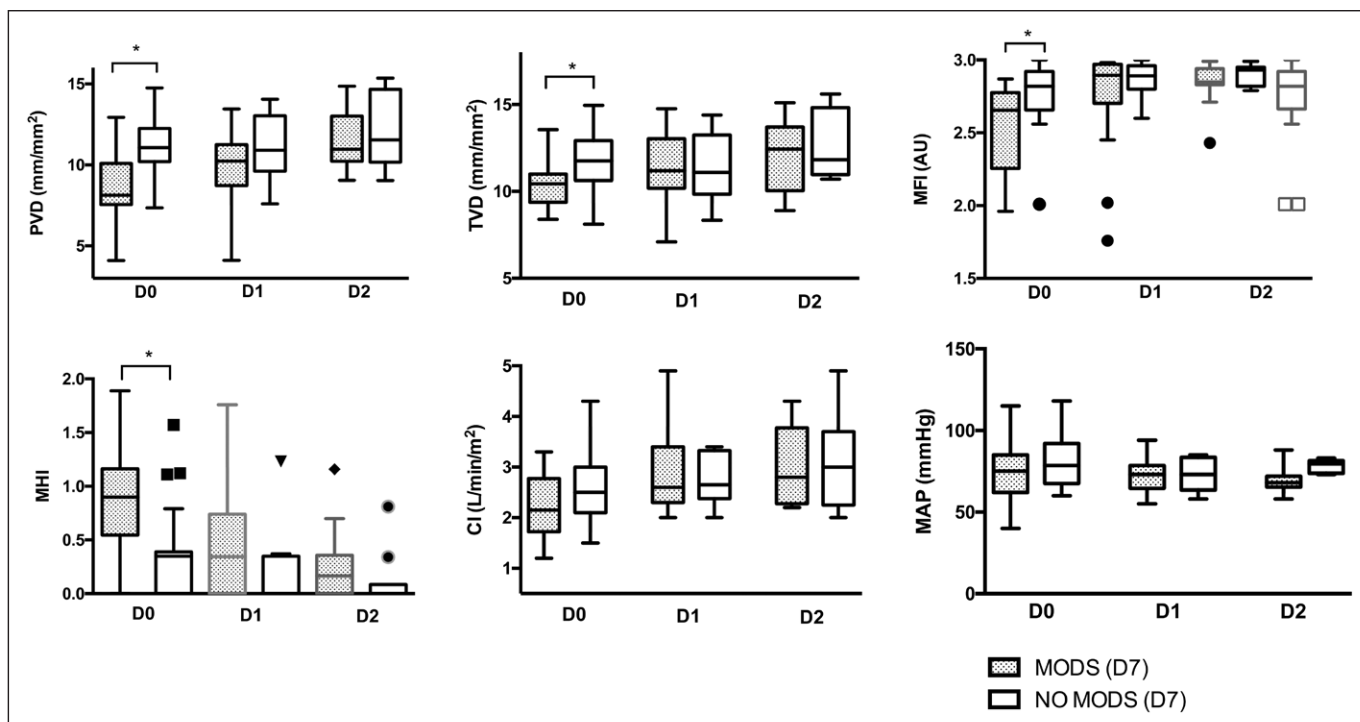 *
PVD (mm/mm²)
15
10
5
D0 D1 D2
*
TVD (mm/mm²)
15
10
5
D0 D1 D2
*
MFI (AU)
3.0
2.5
2.0
1.5
D0 D1 D2
*
MHI
2.0
1.5
1.0
0.5
0.0
D0 D1 D2
CI (L/min/m²)
5
4
3
2
1
D0 D1 D2
MAP (mmHg)
150
100
50
0
D0 D1 D2
MODS (D7)
NO MODS (D7)